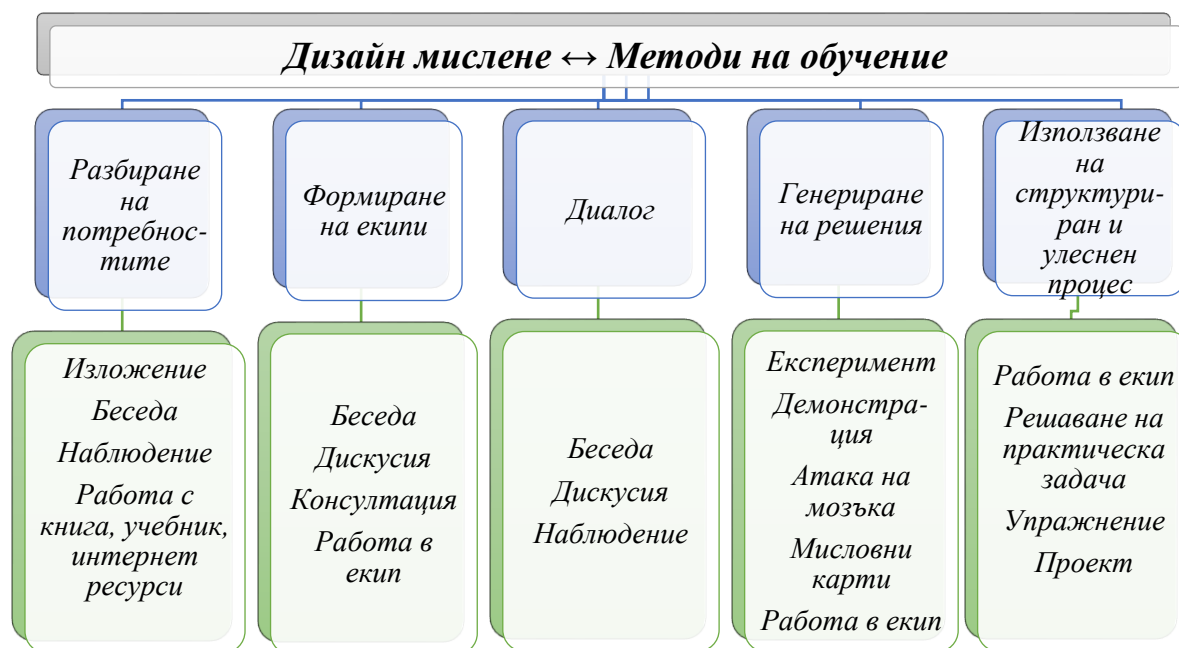 Дизайн мислене ↔ Методи на обучение
Разбиране
на
потребнос-
тите
Формиране
на екипи
Диалог
Генериране
на решения
Използване
на
структури-
ран и
улеснен
процес
Изложение
Беседа
Наблюдение
Работа с
книга, учебник,
интернет
ресурси
Беседа
Дискусия
Консултация
Работа в
екип
Беседа
Дискусия
Наблюдение
Експеримент
Демонстра-
ция
Атака на
мозъка
Мисловни
карти
Работа в екип
Работа в екип
Решаване на
практическа
задача
Упражнение
Проект